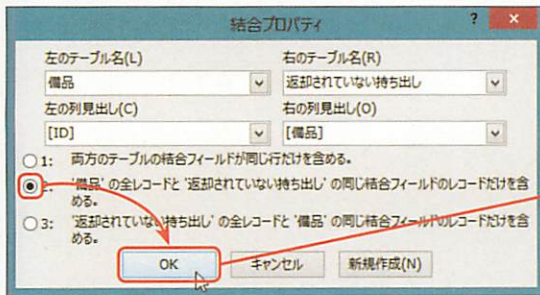 結合プロパティ
? ×
左のテーブル名(L) 右のテーブル名(R)
備品 返却されていない持ち出し
左の列見出し(C) 右の列見出し(O)
[ID] [備品]
1: 両方のテーブルの結合フィールドが同じ行だけを含める。
2: '備品' の全レコードと '返却されていない持ち出し' の同じ結合フィールドのレコードだけを含
める。
3: '返却されていない持ち出し' の全レコードと '備品' の同じ結合フィールドのレコードだけを含
める。
OK キャンセル 新規作成(N)